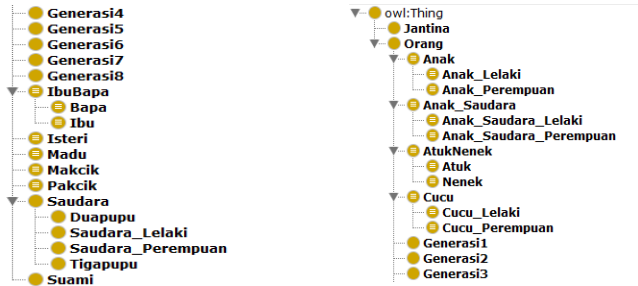 Generasi4
Generasi5
Generasi6
Generasi7
Generasi8
IbuBapa
Bapa
Ibu
Isteri
Madu
Makcik
Pakcik
Saudara
Duapupu
Saudara_Lelaki
Saudara_Perempuan
Tigapupu
Suami
owl:Thing
Jantina
Orang
Anak
Anak_Lelaki
Anak_Perempuan
Anak_Saudara
Anak_Saudara_Lelaki
Anak_Saudara_Perempuan
AtukNenek
Atuk
Nenek
Cucu
Cucu_Lelaki
Cucu_Perempuan
Generasi1
Generasi2
Generasi3